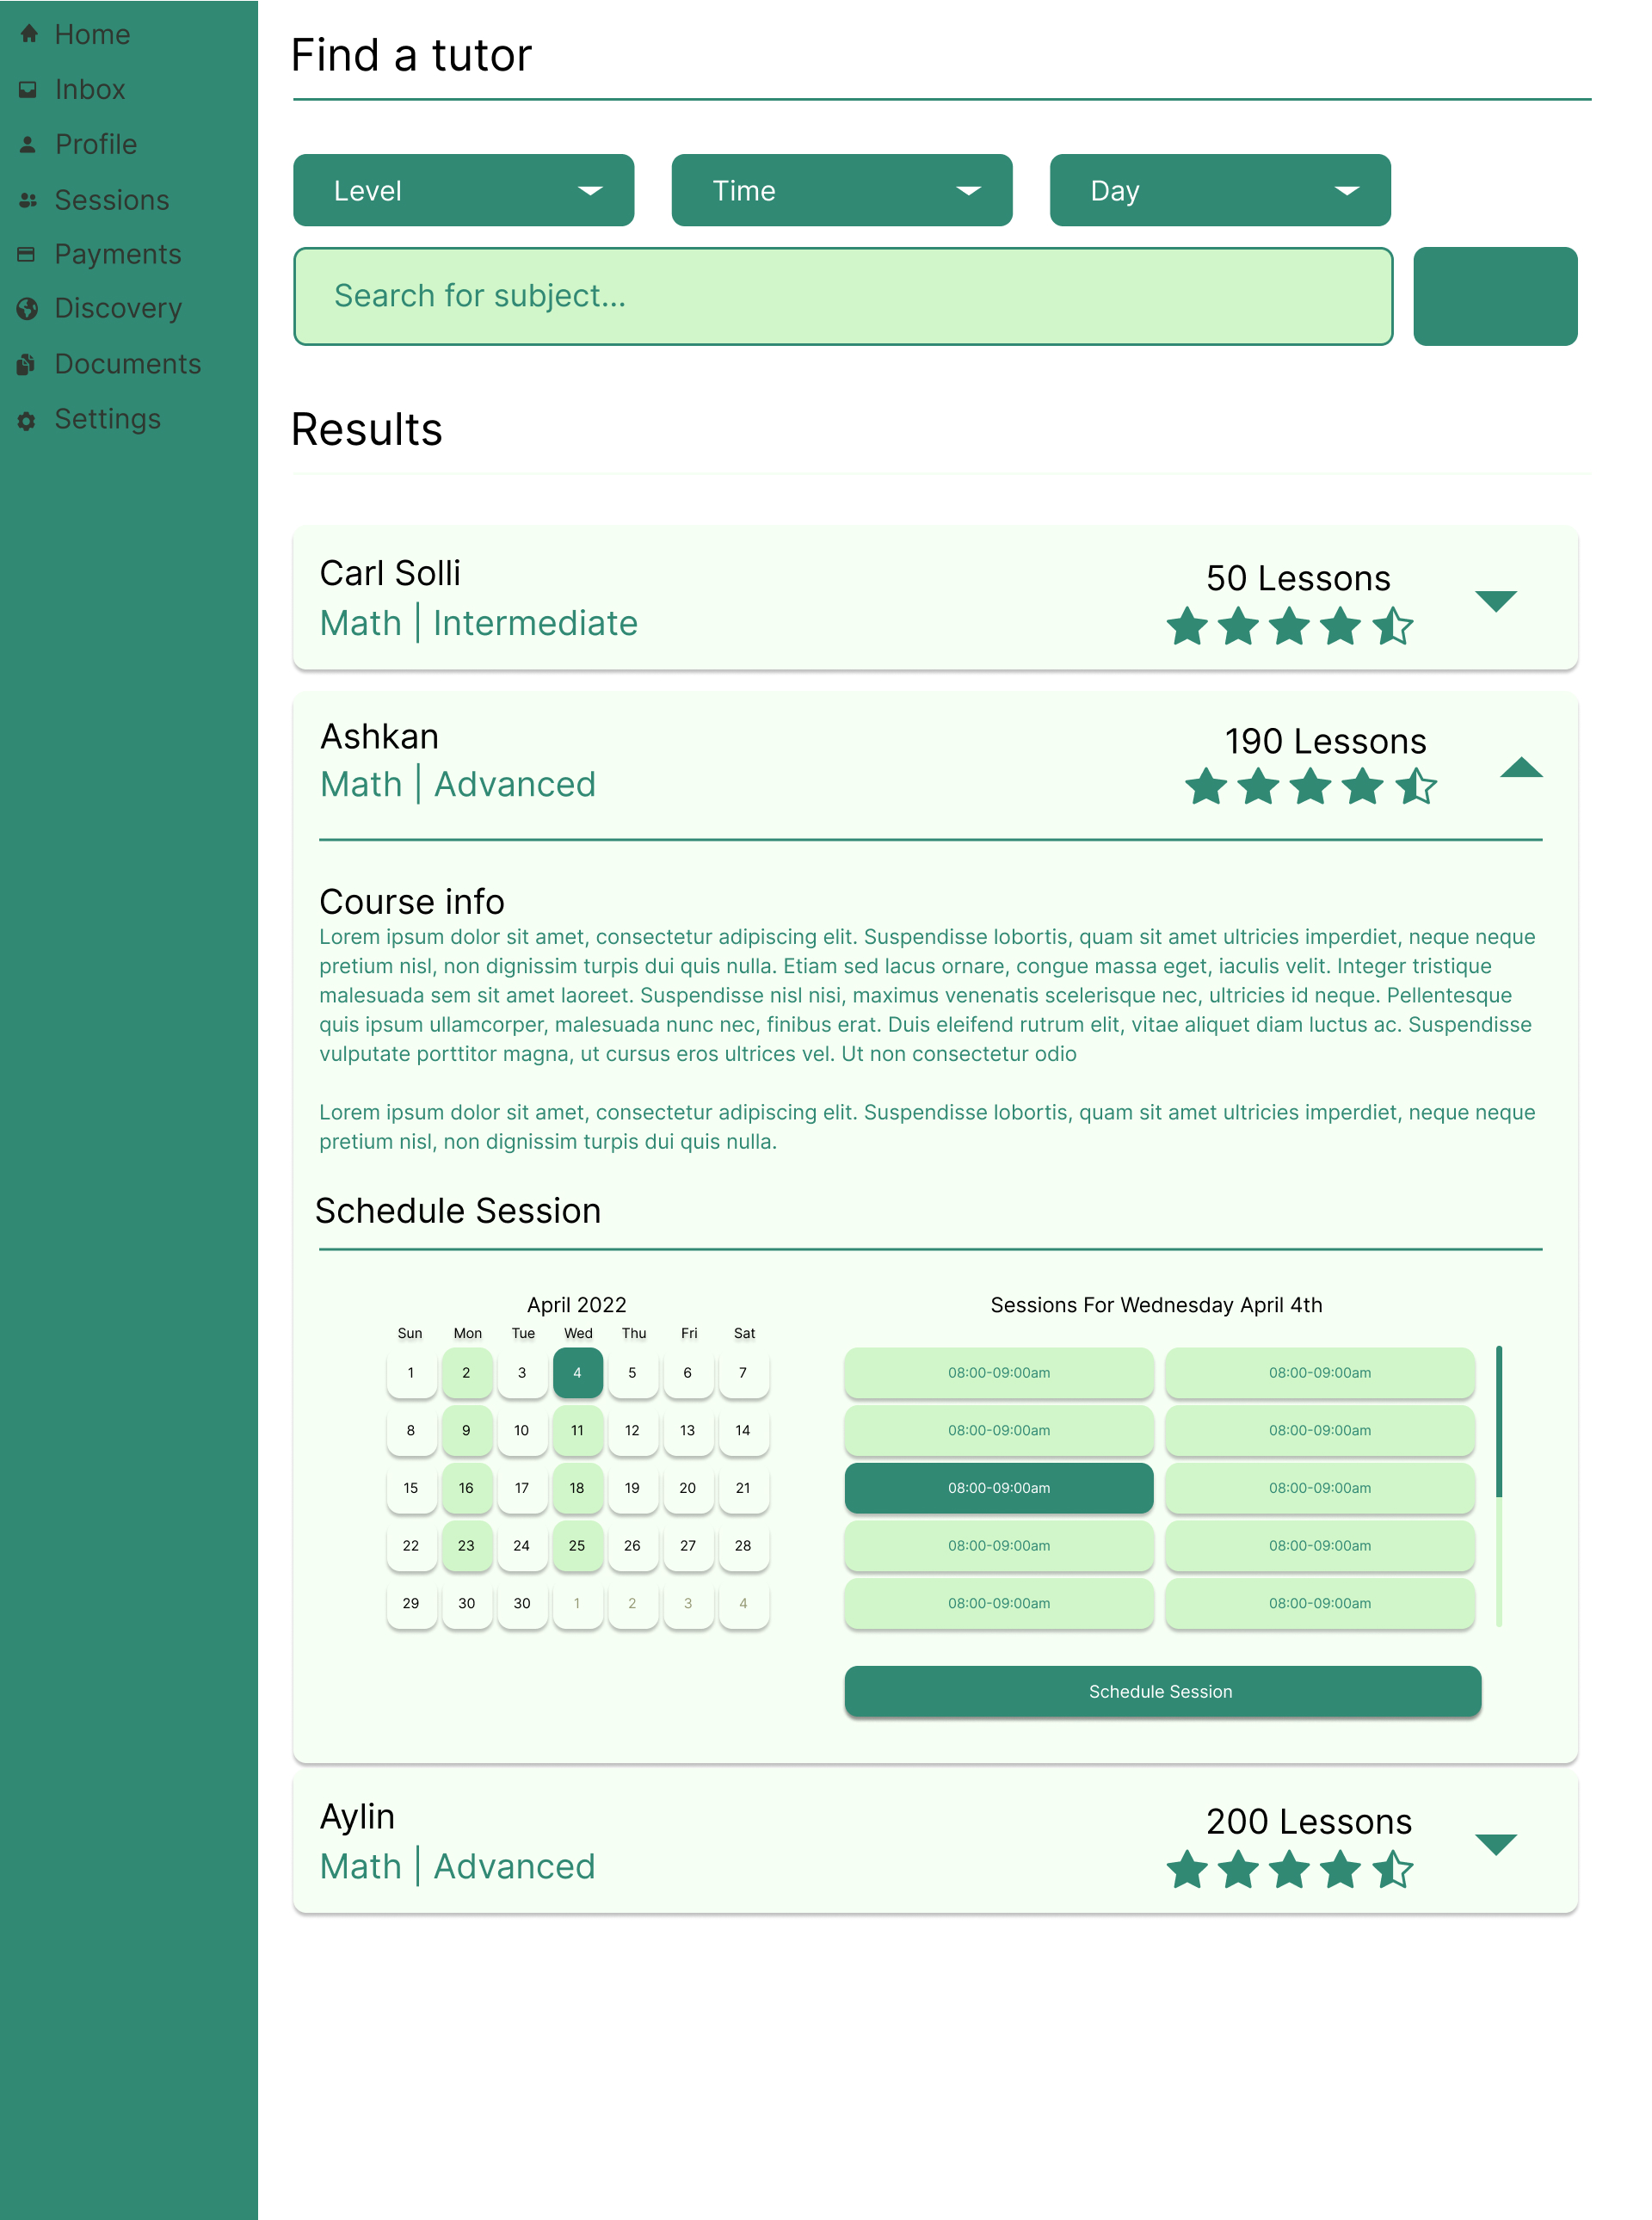 Home
Inbox
Profile
Sessions
Payments
Discovery
Documents
Settings
Find a tutor
Level
Time
Day
Search for subject...
Results
Carl Solli
Math | Intermediate
50 Lessons
Ashkan
Math | Advanced
190 Lessons
Course info
Lorem ipsum dolor sit amet, consectetur adipiscing elit. Suspendisse lobortis, quam sit amet ultricies imperdiet, neque neque
pretium nisl, non dignissim turpis dui quis nulla. Etiam sed lacus ornare, congue massa eget, iaculis velit. Integer tristique
malesuada sem sit amet laoreet. Suspendisse nisl nisi, maximus venenatis scelerisque nec, ultricies id neque. Pellentesque
quis ipsum ullamcorper, malesuada nunc nec, finibus erat. Duis eleifend rutrum elit, vitae aliquet diam luctus ac. Suspendisse
vulputate porttitor magna, ut cursus eros ultrices vel. Ut non consectetur odio
Lorem ipsum dolor sit amet, consectetur adipiscing elit. Suspendisse lobortis, quam sit amet ultricies imperdiet, neque neque
pretium nisl, non dignissim turpis dui quis nulla.
Schedule Session
April 2022
Sun Mon Tue Wed Thu Fri Sat
1 2 3 4 5 6 7
8 9 10 11 12 13 14
15 16 17 18 19 20 21
22 23 24 25 26 27 28
29 30 30 1 2 3 4
Sessions For Wednesday April 4th
08:00-09:00am 08:00-09:00am
08:00-09:00am 08:00-09:00am
08:00-09:00am 08:00-09:00am
08:00-09:00am 08:00-09:00am
08:00-09:00am 08:00-09:00am
Schedule Session
Aylin
Math | Advanced
200 Lessons